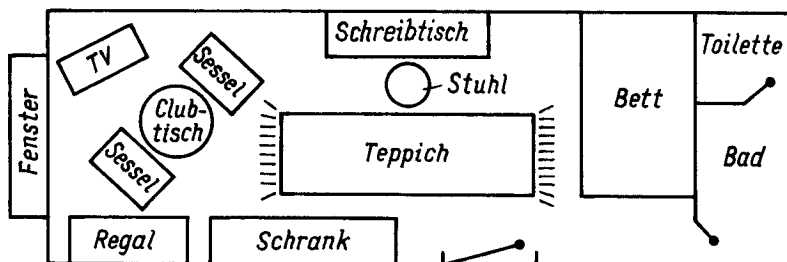 Schreibtisch
Toilette
TV
Sessel
Stuhl
Fenster
Club-
tisch
Bett
Sessel
Teppich
Bad
Regal
Schrank